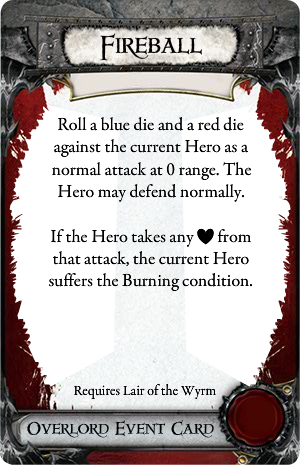 Fireball
Roll a blue die and a red die
against the current Hero as a
normal attack at 0 range. The
Hero may defend normally.
If the Hero takes any ♥ from
that attack, the current Hero
suffers the Burning condition.
Requires Lair of the Wyrm
Overlord Event Card